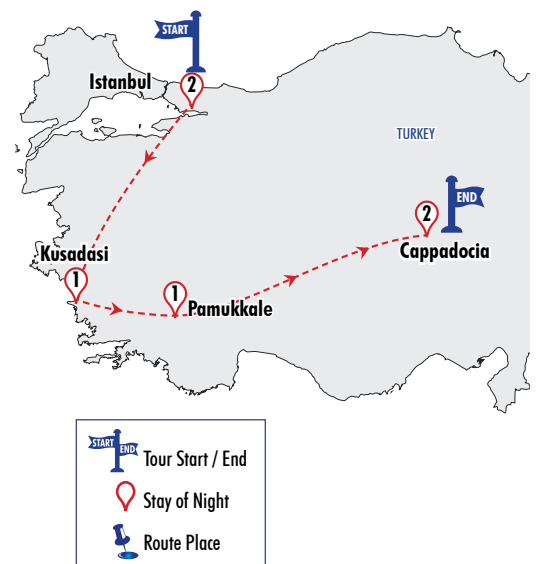 START
Istanbul
2
TURKEY
2
END
Cappadocia
Kusadasi
1
1
Pamukkale
START
END
Tour Start / End
Stay of Night
Route Place